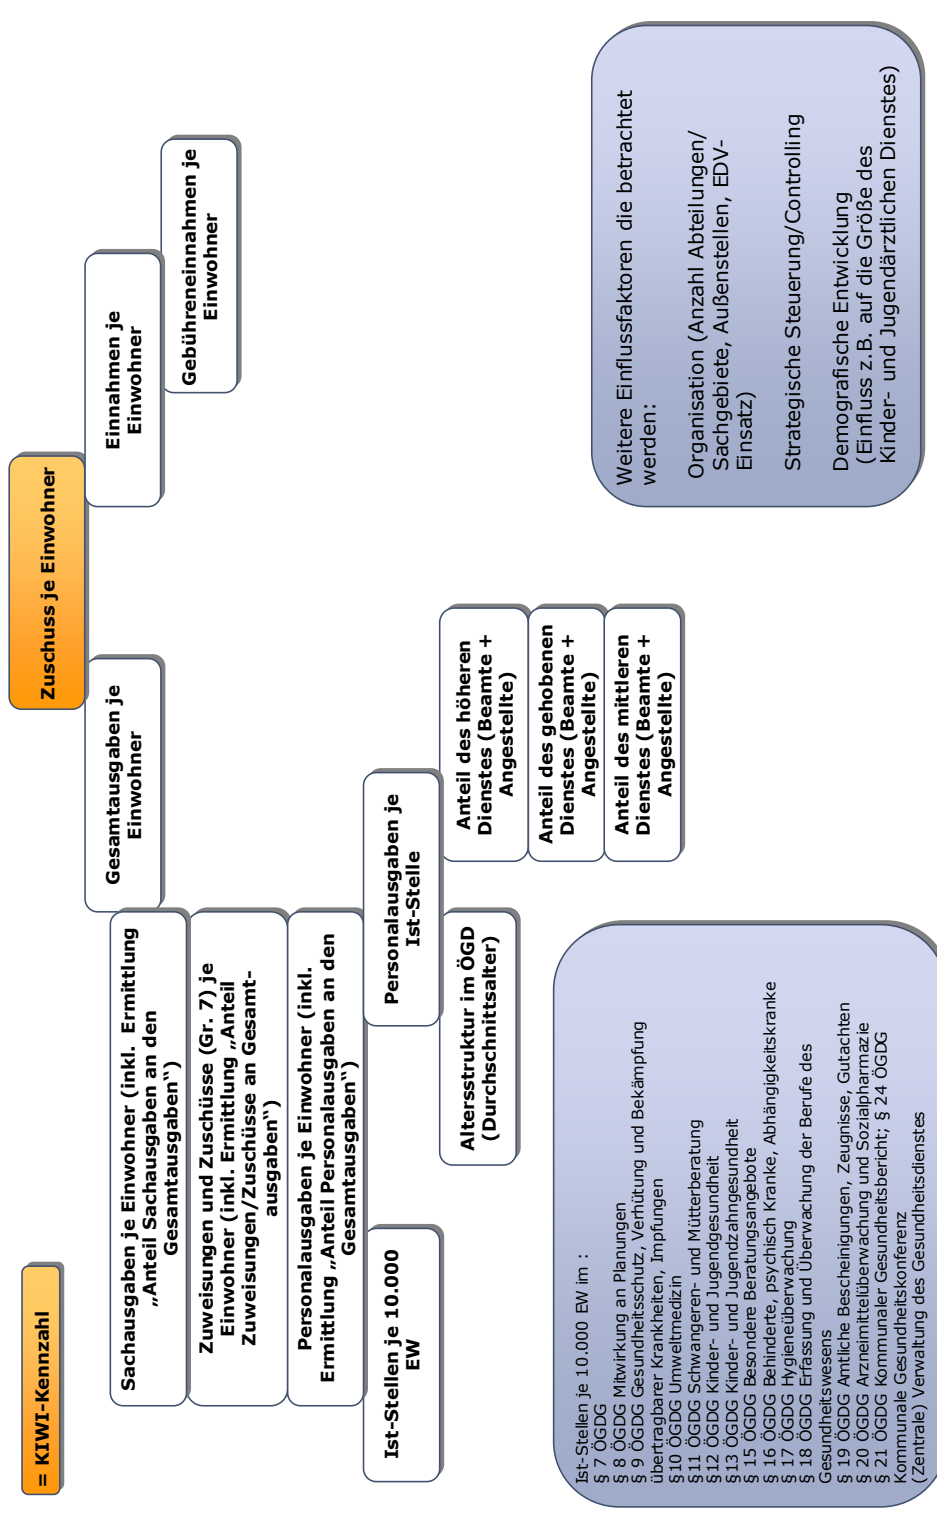 = KIWI-Kennzahl
Zuschuss je Einwohner
Gesamtausgaben je
Einwohner
Einnahmen je
Einwohner
Gebühreneinnahmen je
Einwohner
Sachausgaben je Einwohner (inkl. Ermittlung
„Anteil Sachausgaben an den
Gesamtausgaben“)
Zuweisungen und Zuschüsse (Gr. 7) je
Einwohner (inkl. Ermittlung „Anteil
Zuweisungen/Zuschüsse an Gesamt-
ausgaben“)
Personalausgaben je Einwohner (inkl.
Ermittlung „Anteil Personalausgaben an den
Gesamtausgaben“)
Ist-Stellen je 10.000
EW
Personalausgaben je
Ist-Stelle
Altersstruktur im ÖGD
(Durchschnittsalter)
Anteil des höheren
Dienstes (Beamte +
Angestellte)
Anteil des gehobenen
Dienstes (Beamte +
Angestellte)
Anteil des mittleren
Dienstes (Beamte +
Angestellte)
Ist-Stellen je 10.000 EW im :
§ 7 ÖGDG
§ 8 ÖGDG Mitwirkung an Planungen
§ 9 ÖGDG Gesundheitsschutz, Verhütung und Bekämpfung
übertragbarer Krankheiten, Impfungen
§10 ÖGDG Umweltmedizin
§11 ÖGDG Schwangeren- und Mütterberatung
§12 ÖGDG Kinder- und Jugendgesundheit
§13 ÖGDG Kinder- und Jugendzahngesundheit
§ 15 ÖGDG Besondere Beratungsangebote
§ 16 ÖGDG Behinderte, psychisch Kranke, Abhängigkeitskranke
§ 17 ÖGDG Hygieneüberwachung
§ 18 ÖGDG Erfassung und Überwachung der Berufe des
Gesundheitswesens
§ 19 ÖGDG Amtliche Bescheinigungen, Zeugnisse, Gutachten
§ 20 ÖGDG Arzneimittelüberwachung und Sozialpharmazie
§ 21 ÖGDG Kommunaler Gesundheitsbericht; § 24 ÖGDG
Kommunale Gesundheitskonferenz
(Zentrale) Verwaltung des Gesundheitsdienstes
Weitere Einflussfaktoren die betrachtet
werden:
Organisation (Anzahl Abteilungen/
Sachgebiete, Außenstellen, EDV-
Einsatz)
Strategische Steuerung/Controlling
Demografische Entwicklung
(Einfluss z.B. auf die Größe des
Kinder- und Jugendärztlichen Dienstes)